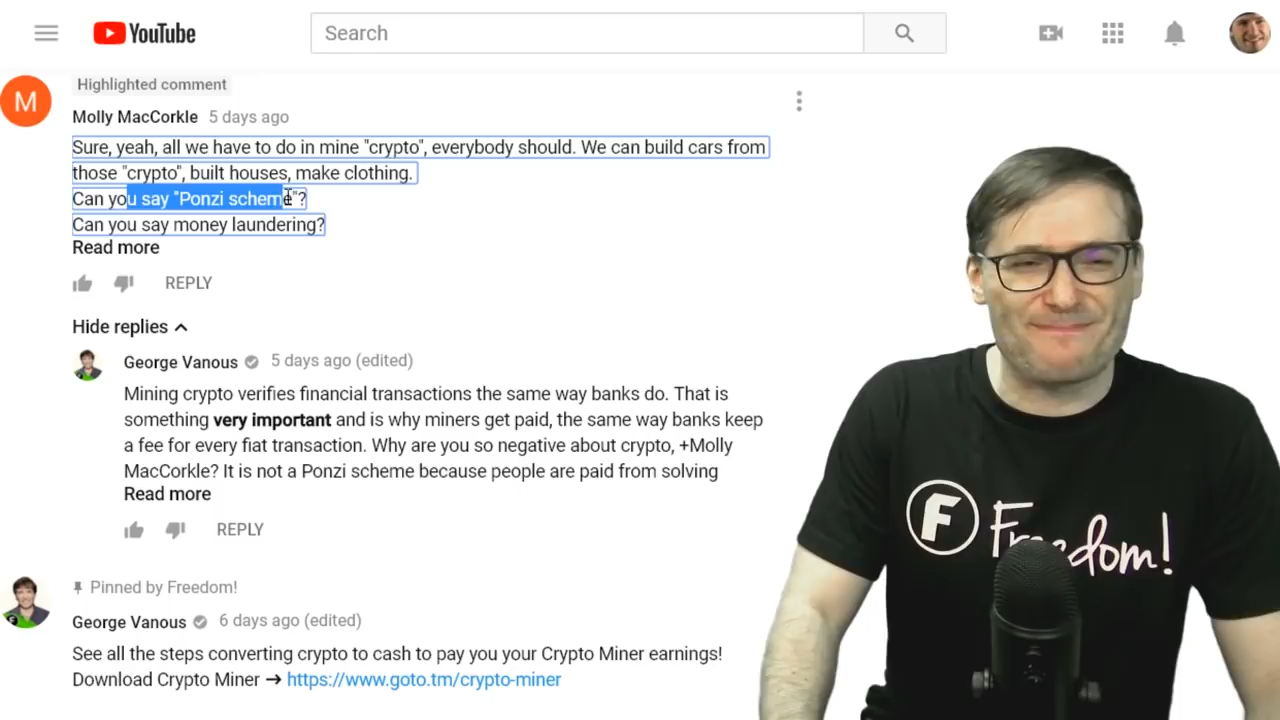 YouTube
Search
Highlighted comment
M
Molly MacCorkle 5 days ago
Sure, yeah, all we have to do in mine "crypto", everybody should. We can build cars from
those "crypto", built houses, make clothing.
Can you say "Ponzi scheme"?
Can you say money laundering?
Read more
REPLY
Hide replies
George Vanous 5 days ago (edited)
Mining crypto verifies financial transactions the same way banks do. That is
something very important and is why miners get paid, the same way banks keep
a fee for every fiat transaction. Why are you so negative about crypto, +Molly
MacCorkle? It is not a Ponzi scheme because people are paid from solving
Read more
REPLY
F Freedom!
Pinned by Freedom!
George Vanous 6 days ago (edited)
See all the steps converting crypto to cash to pay you your Crypto Miner earnings!
Download Crypto Miner → https://www.goto.tm/crypto-miner